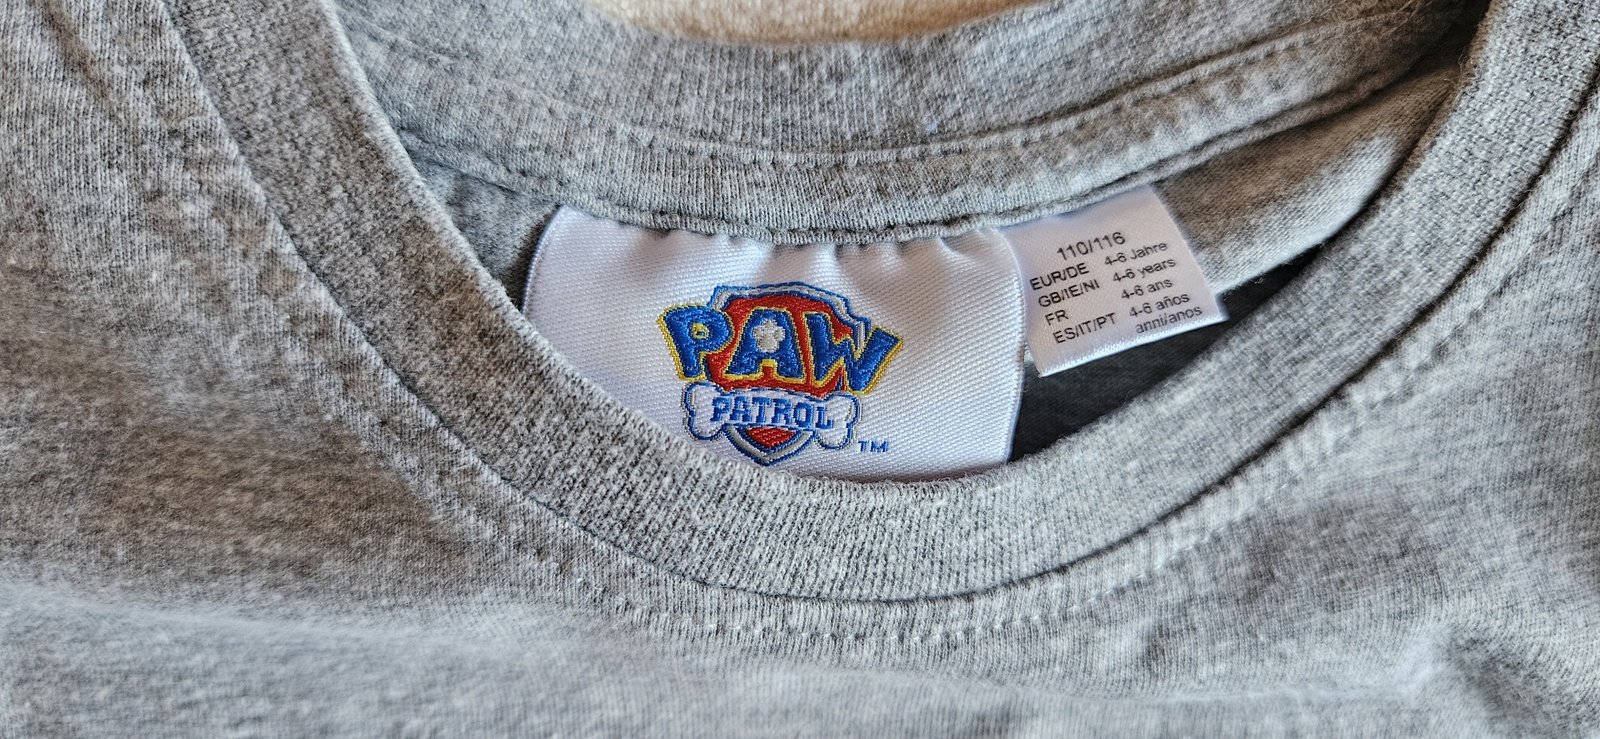 PAW
PATROL
TM
110/116
EUR/DE 4-6 Jahre
GB/IE/NI 4-6 years
FR 4-6 ans
ES/IT/PT 4-6 años
anni/anos